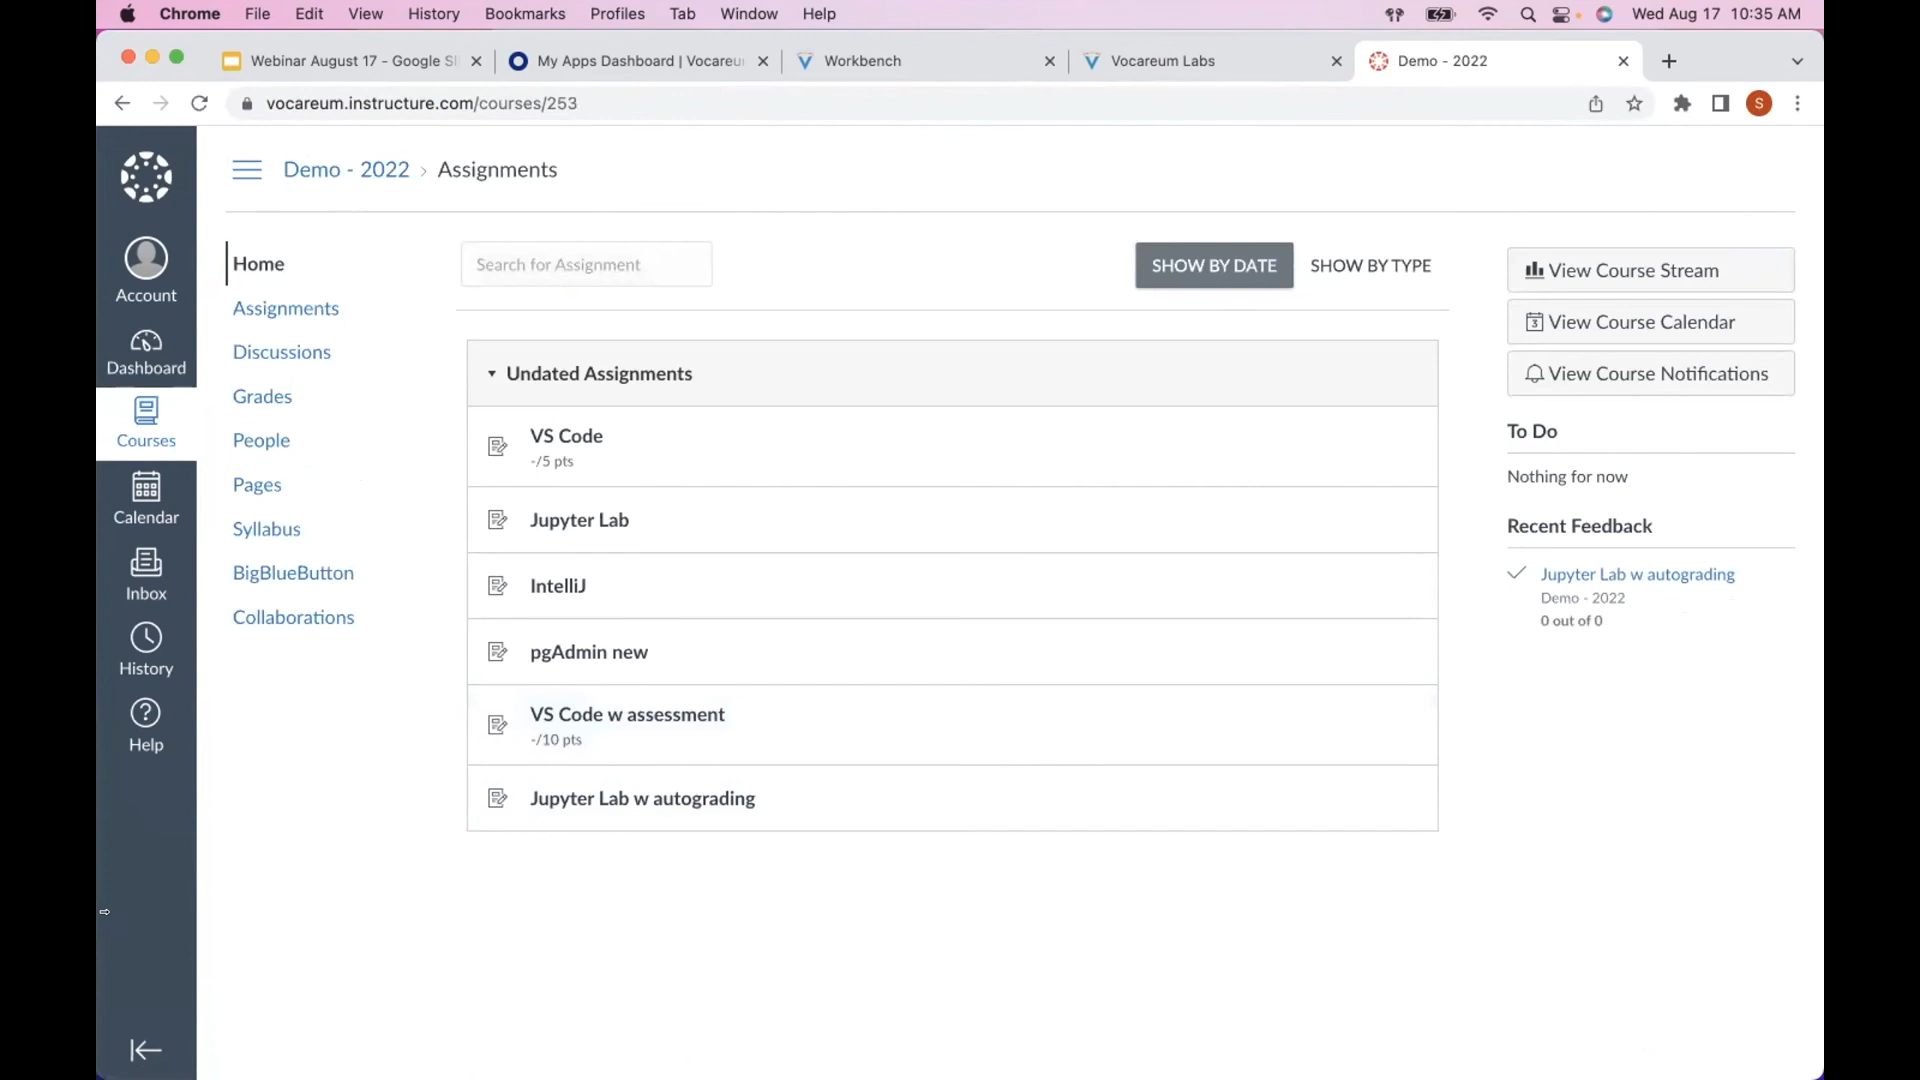 Chrome File Edit View History Bookmarks Profiles Tab Window Help Wed Aug 17 10:35 AM
Webinar August 17 - Google Sl My Apps Dashboard | Vocareu Workbench Vocareum Labs Demo - 2022
vocareum.instructure.com/courses/253 S
Demo - 2022 › Assignments
Account
Dashboard
Courses
Calendar
Inbox
History
Help
Home
Assignments
Discussions
Grades
People
Pages
Syllabus
BigBlueButton
Collaborations
Search for Assignment SHOW BY DATE SHOW BY TYPE
Undated Assignments
VS Code
-/5 pts
Jupyter Lab
IntelliJ
pgAdmin new
VS Code w assessment
-/10 pts
Jupyter Lab w autograding
View Course Stream
3 View Course Calendar
View Course Notifications
To Do
Nothing for now
Recent Feedback
Jupyter Lab w autograding
Demo - 2022
0 out of 0